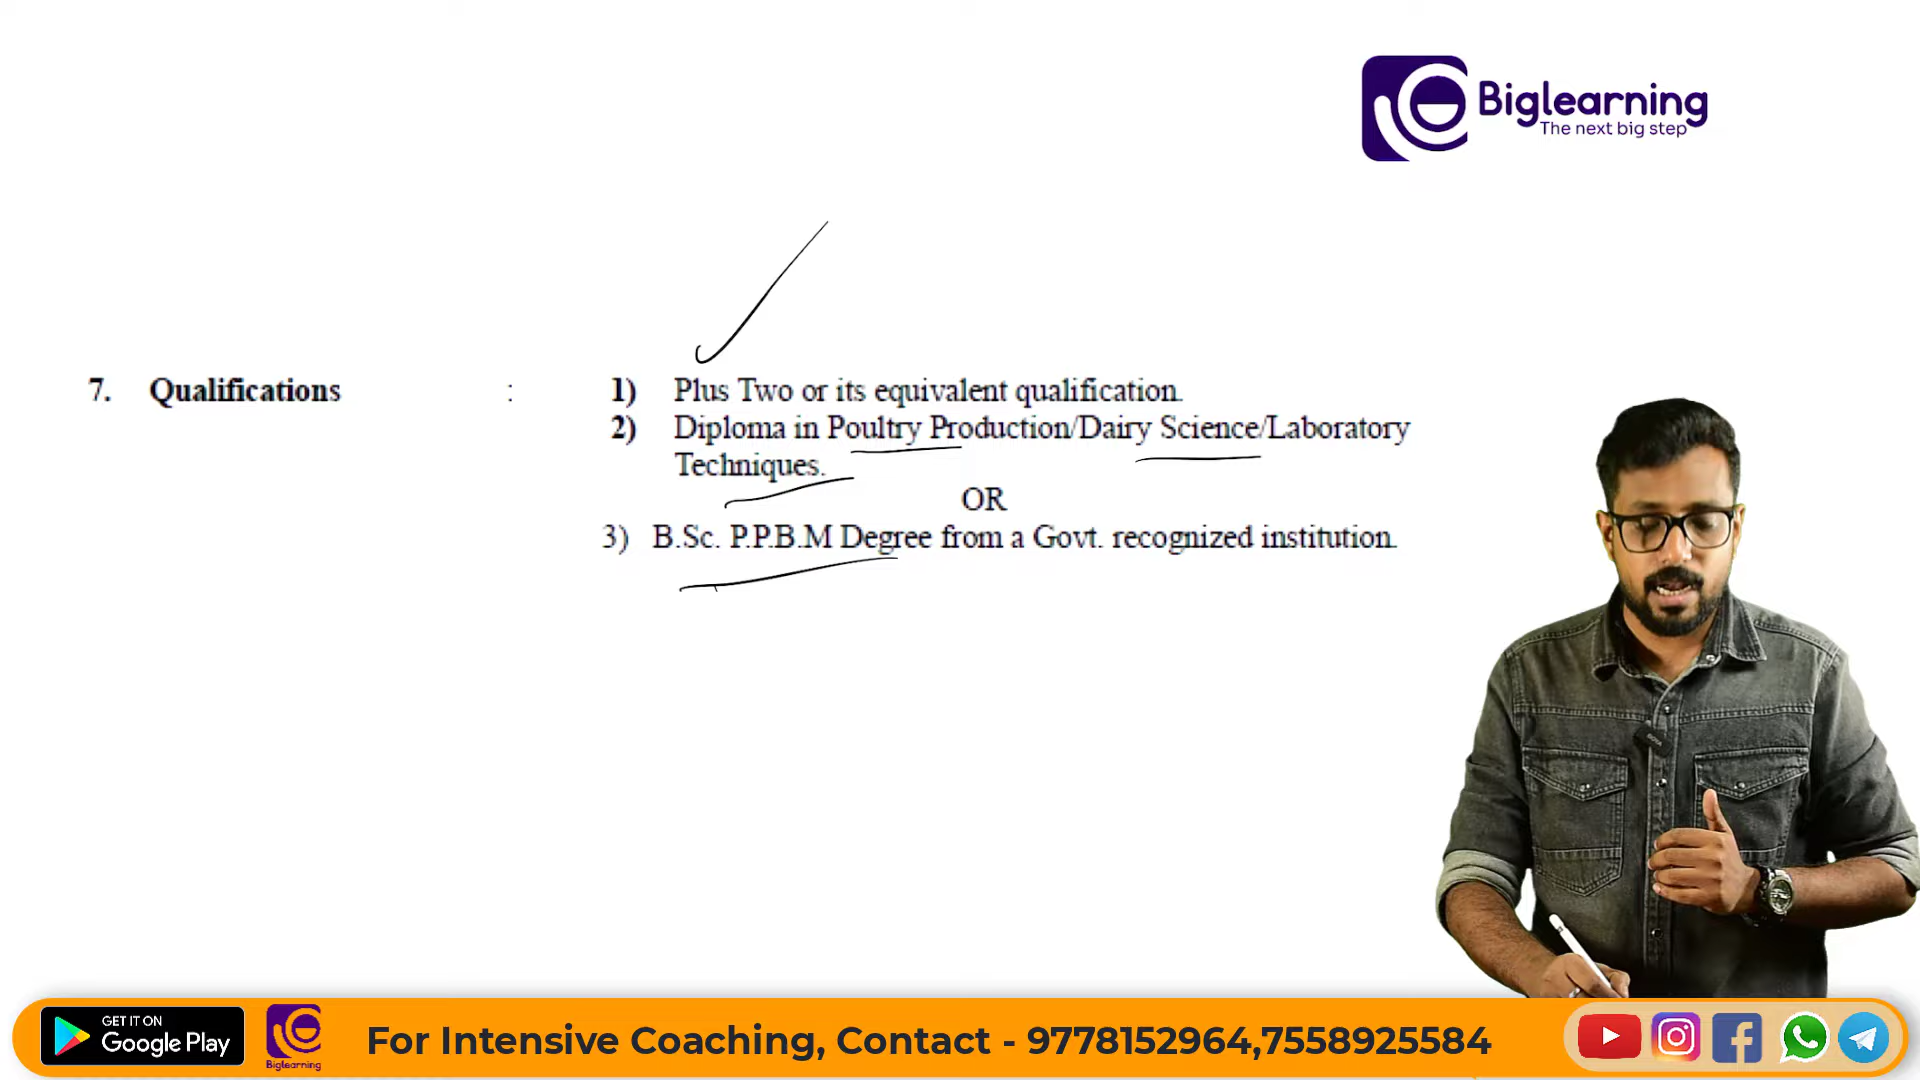 Biglearning
The next big step
7. Qualifications : 1) Plus Two or its equivalent qualification.
2) Diploma in Poultry Production/Dairy Science/Laboratory
Techniques.
OR
3) B.Sc. P.P.B.M Degree from a Govt. recognized institution.
GET IT ON
Google Play
Biglearning
For Intensive Coaching, Contact - 9778152964,7558925584